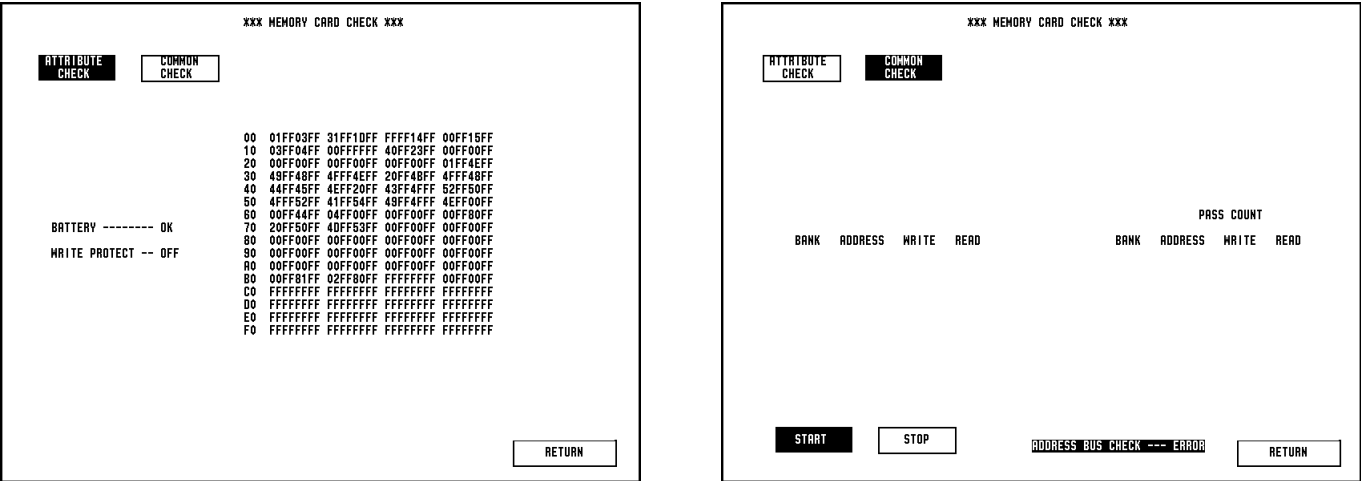 *** MEMORY CARD CHECK ***
ATTRIBUTE
CHECK
COMMON
CHECK
00 01FF03FF 31FF1DFF FFFF14FF 00FF15FF
10 03FF04FF 00FFFFFF 40FF23FF 00FF00FF
20 00FF00FF 00FF00FF 00FF00FF 01FF4EFF
30 49FF48FF 4FFF4EFF 20FF4BFF 4FFF48FF
40 44FF45FF 4EFF20FF 43FF4FFF 52FF50FF
50 4FFF52FF 41FF54FF 49FF4FFF 4EFF00FF
60 00FF44FF 04FF00FF 00FF00FF 00FF80FF
70 20FF50FF 4DFF53FF 00FF00FF 00FF00FF
80 00FF00FF 00FF00FF 00FF00FF 00FF00FF
90 00FF00FF 00FF00FF 00FF00FF 00FF00FF
A0 00FF00FF 00FF00FF 00FF00FF 00FF00FF
B0 00FF81FF 02FF80FF FFFFFFFF 00FF00FF
C0 FFFFFFFF FFFFFFFF FFFFFFFF FFFFFFFF
D0 FFFFFFFF FFFFFFFF FFFFFFFF FFFFFFFF
E0 FFFFFFFF FFFFFFFF FFFFFFFF FFFFFFFF
F0 FFFFFFFF FFFFFFFF FFFFFFFF FFFFFFFF
BATTERY -------- OK
WRITE PROTECT -- OFF
RETURN
*** MEMORY CARD CHECK ***
ATTRIBUTE
CHECK
COMMON
CHECK
PASS COUNT
BANK ADDRESS WRITE READ
BANK ADDRESS WRITE READ
START
STOP
ADDRESS BUS CHECK --- ERROR
RETURN